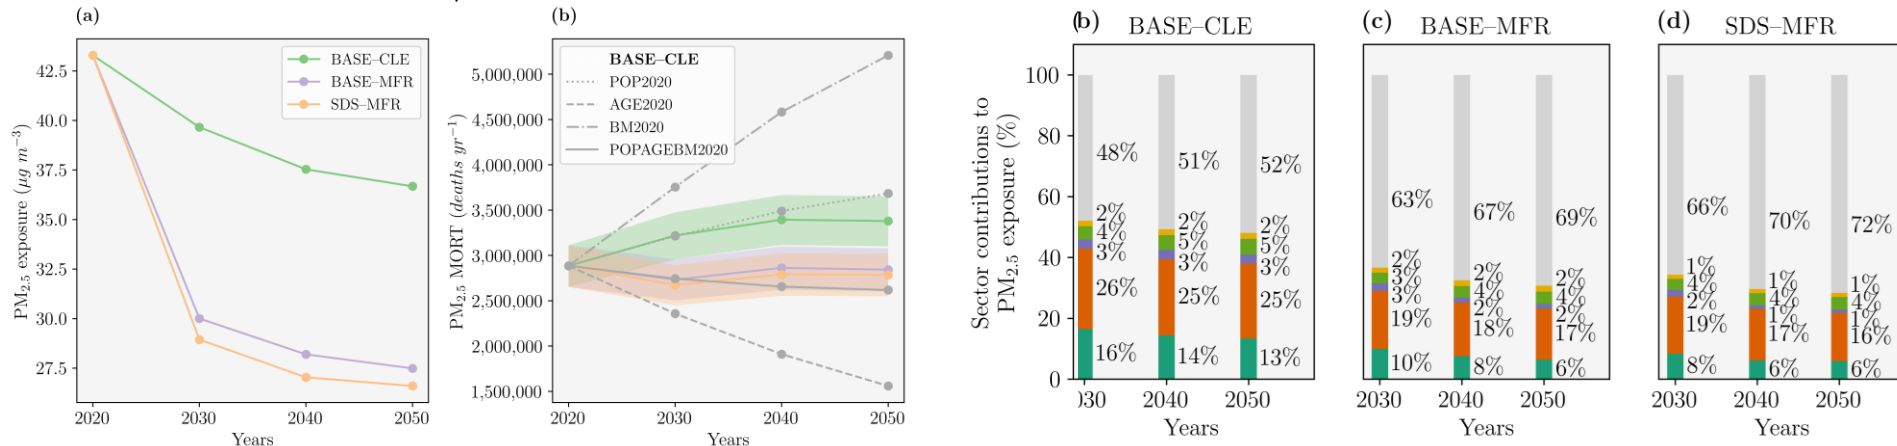 (a)
PM2.5 exposure (μg m−3)
42.5
40.0
37.5
35.0
32.5
30.0
27.5
BASE–CLE
BASE–MFR
SDS–MFR
2020 2030 2040 2050
Years
(b)
PM2.5 MORT (deaths yr−1)
5,000,000
4,500,000
4,000,000
3,500,000
3,000,000
2,500,000
2,000,000
1,500,000
BASE–CLE
POP2020
AGE2020
BM2020
POPAGEBM2020
2020 2030 2040 2050
Years
(b) BASE–CLE
Sector contributions to
PM2.5 exposure (%)
100
80
60
40
20
0
48%
2%
4%
3%
26%
16%
51%
2%
5%
3%
25%
14%
52%
2%
5%
3%
25%
13%
030 2040 2050
Years
(c) BASE–MFR
63%
2%
3%
3%
19%
10%
67%
2%
4%
2%
18%
8%
69%
2%
4%
2%
17%
6%
2030 2040 2050
Years
(d) SDS–MFR
66%
1%
4%
2%
19%
8%
70%
1%
4%
1%
17%
6%
72%
1%
4%
1%
16%
6%
2030 2040 2050
Years